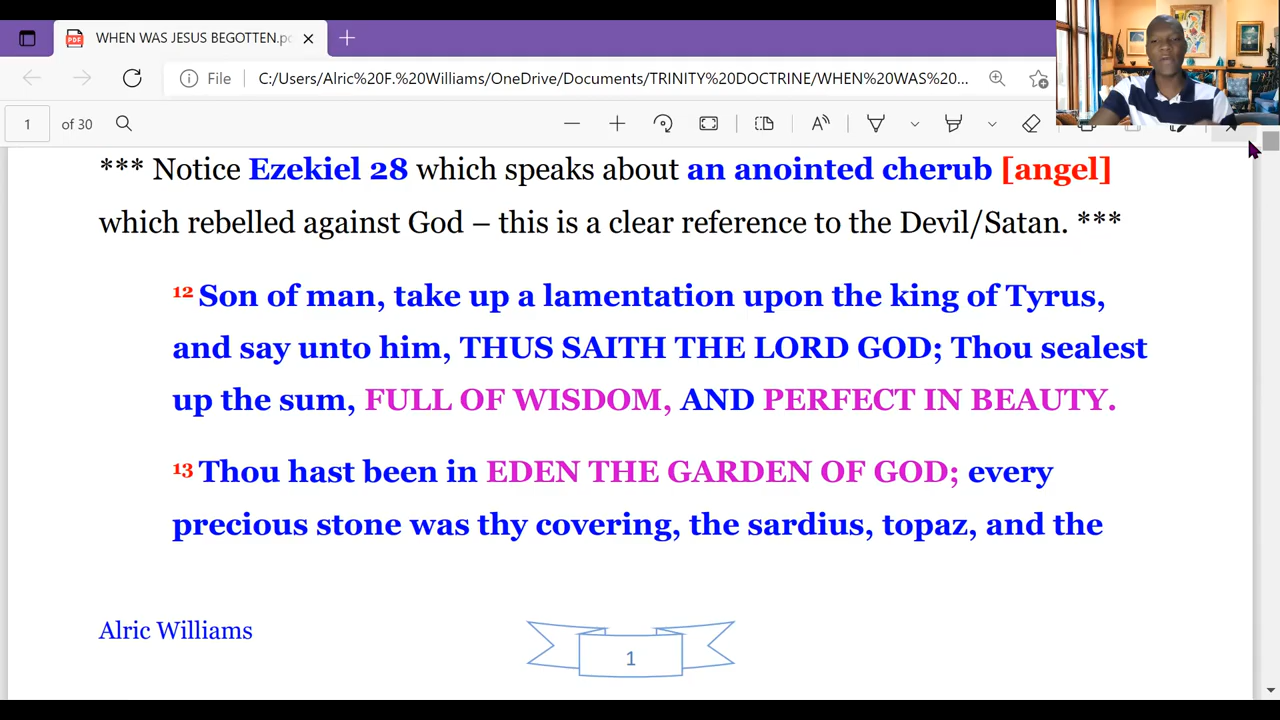 WHEN WAS JESUS BEGOTTEN.p
File C:/Users/Alric%20F.%20Williams/OneDrive/Documents/TRINITY%20DOCTRINE/WHEN%20WAS%20...
1 of 30
*** Notice Ezekiel 28 which speaks about an anointed cherub [angel]
which rebelled against God – this is a clear reference to the Devil/Satan. ***
12 Son of man, take up a lamentation upon the king of Tyrus,
and say unto him, THUS SAITH THE LORD GOD; Thou sealest
up the sum, FULL OF WISDOM, AND PERFECT IN BEAUTY.
13 Thou hast been in EDEN THE GARDEN OF GOD; every
precious stone was thy covering, the sardius, topaz, and the
Alric Williams
1